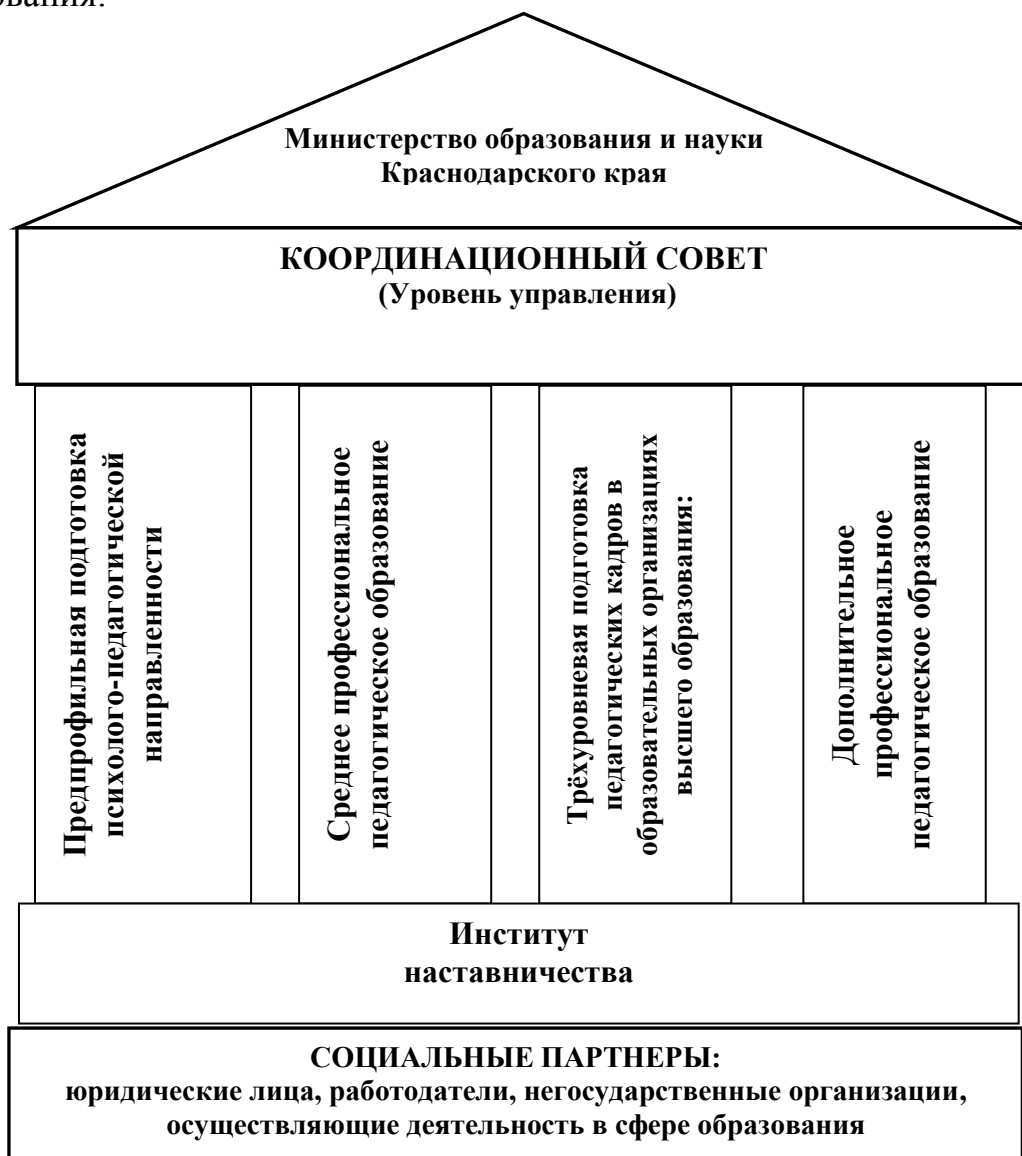 ования.
Министерство образования и науки
Краснодарского края
КООРДИНАЦИОННЫЙ СОВЕТ
(Уровень управления)
Предпрофильная подготовка
психолого-педагогической
направленности
Среднее профессиональное
педагогическое образование
Трёхуровневая подготовка
педагогических кадров в
образовательных организациях
высшего образования:
Дополнительное
профессиональное
педагогическое образование
Институт
наставничества
СОЦИАЛЬНЫЕ ПАРТНЕРЫ:
юридические лица, работодатели, негосударственные организации,
осуществляющие деятельность в сфере образования